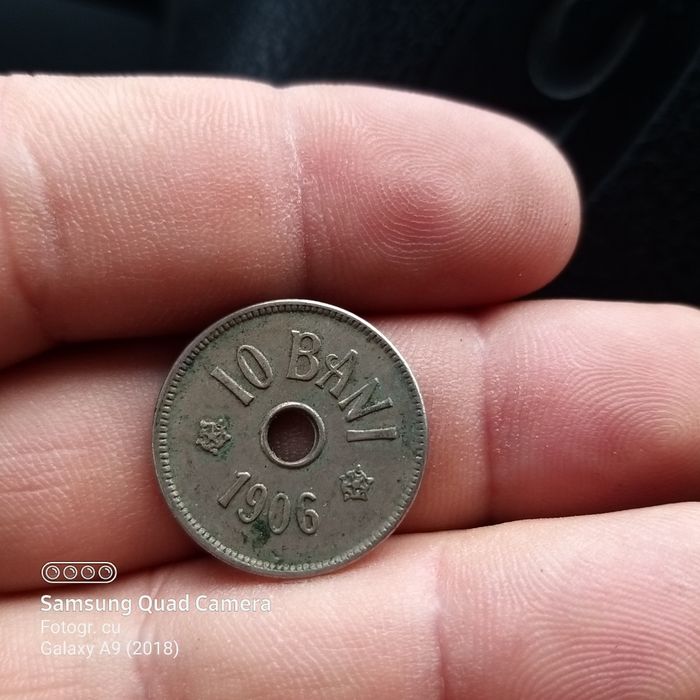 10 BANI
1906
Samsung Quad Camera
Fotogr. cu
Galaxy A9 (2018)